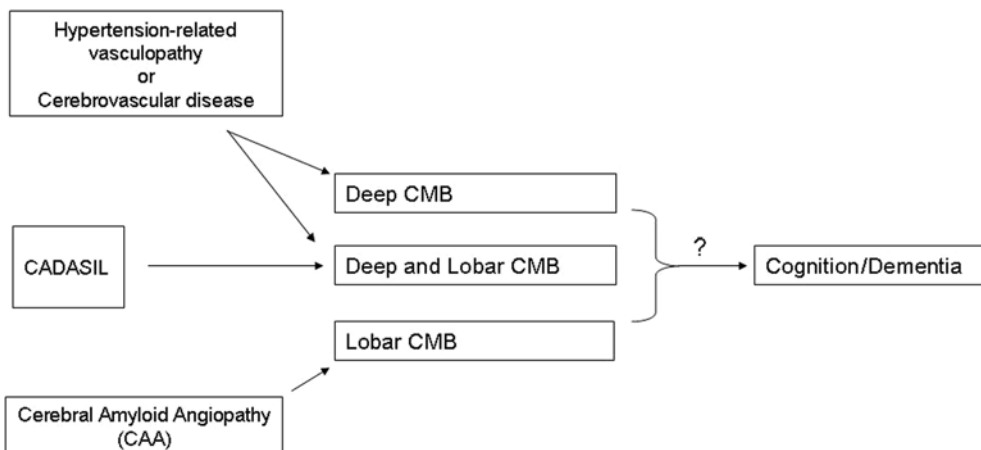 Hypertension-related
vasculopathy
or
Cerebrovascular disease
Deep CMB
?
CADASIL
Deep and Lobar CMB
Cognition/Dementia
Lobar CMB
Cerebral Amyloid Angiopathy
(CAA)